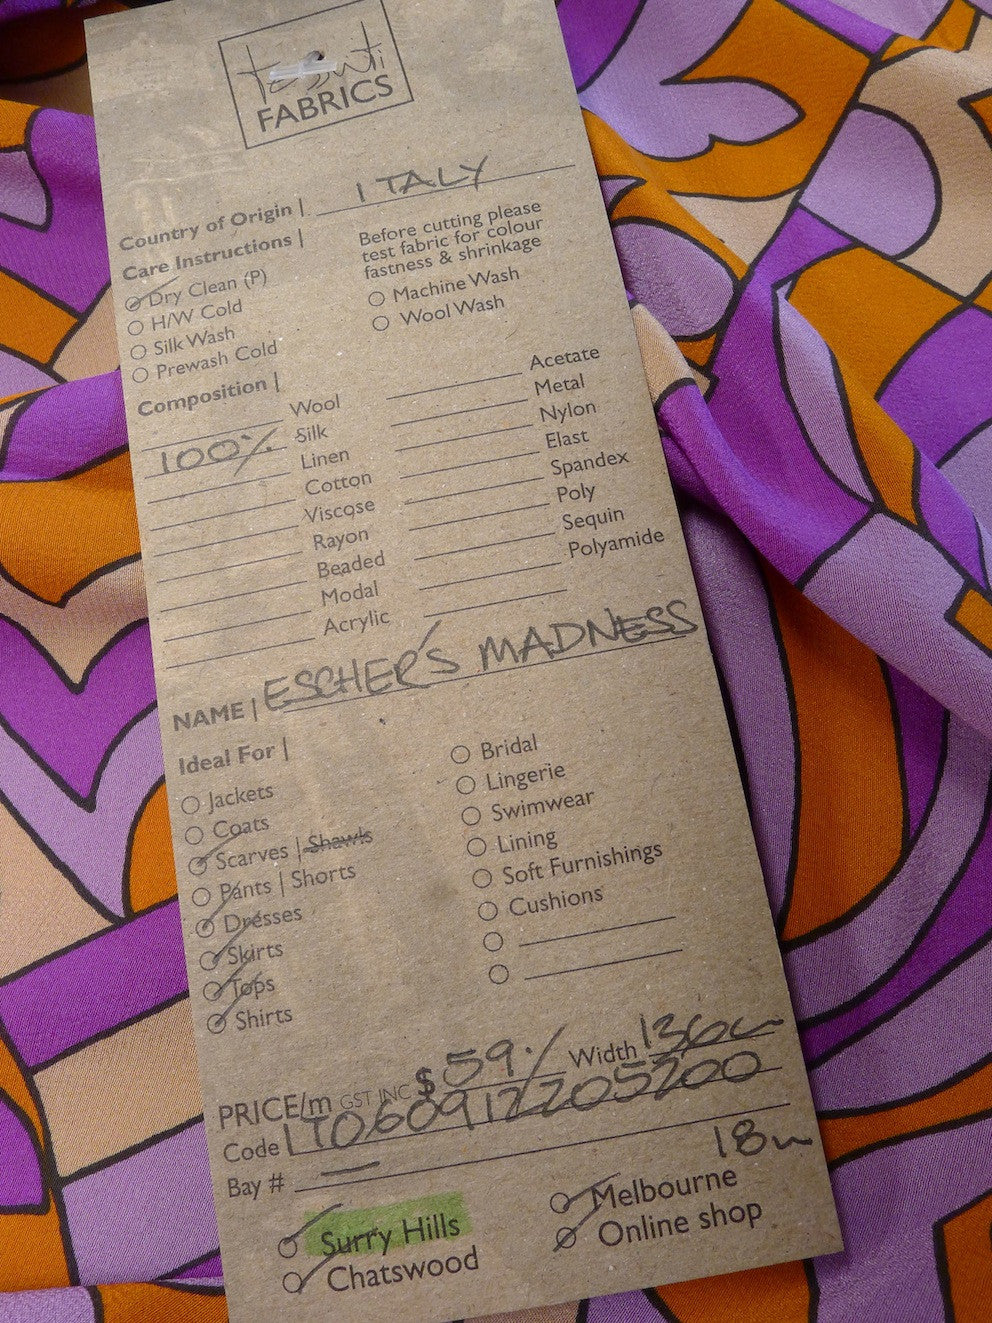 tessuti
FABRICS
Country of Origin | ITALY
Care Instructions | Before cutting please
test fabric for colour
fastness & shrinkage
Dry Clean (P)
H/W Cold
Silk Wash
Prewash Cold
Machine Wash
Wool Wash
Composition |
Wool
100% Silk
Linen
Cotton
Viscose
Rayon
Beaded
Modal
Acrylic
Acetate
Metal
Nylon
Elast
Spandex
Poly
Sequin
Polyamide
NAME | ESCHER'S MADNESS
Ideal For |
Jackets
Coats
Scarves | Shawls
Pants | Shorts
Dresses
Skirts
Tops
Shirts
Bridal
Lingerie
Swimwear
Lining
Soft Furnishings
Cushions
PRICE/m GST INC $59 Width 136cm
Code | IT060912205200
Bay # 18m
Surry Hills
Chatswood
Melbourne
Online shop